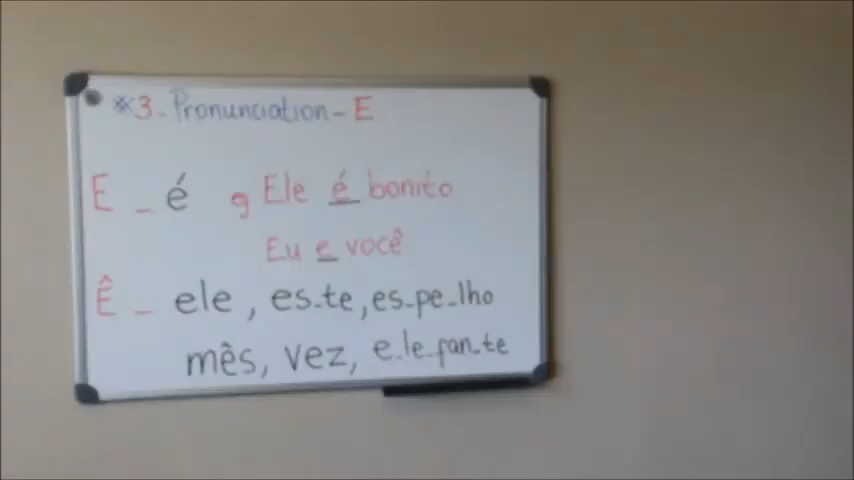 ※3-Pronunciation-E
E _ é g Ele é bonito
Eu e você
Ê _ ele, es-te, es-pe-lho
mês, vez, e-le-fan-te